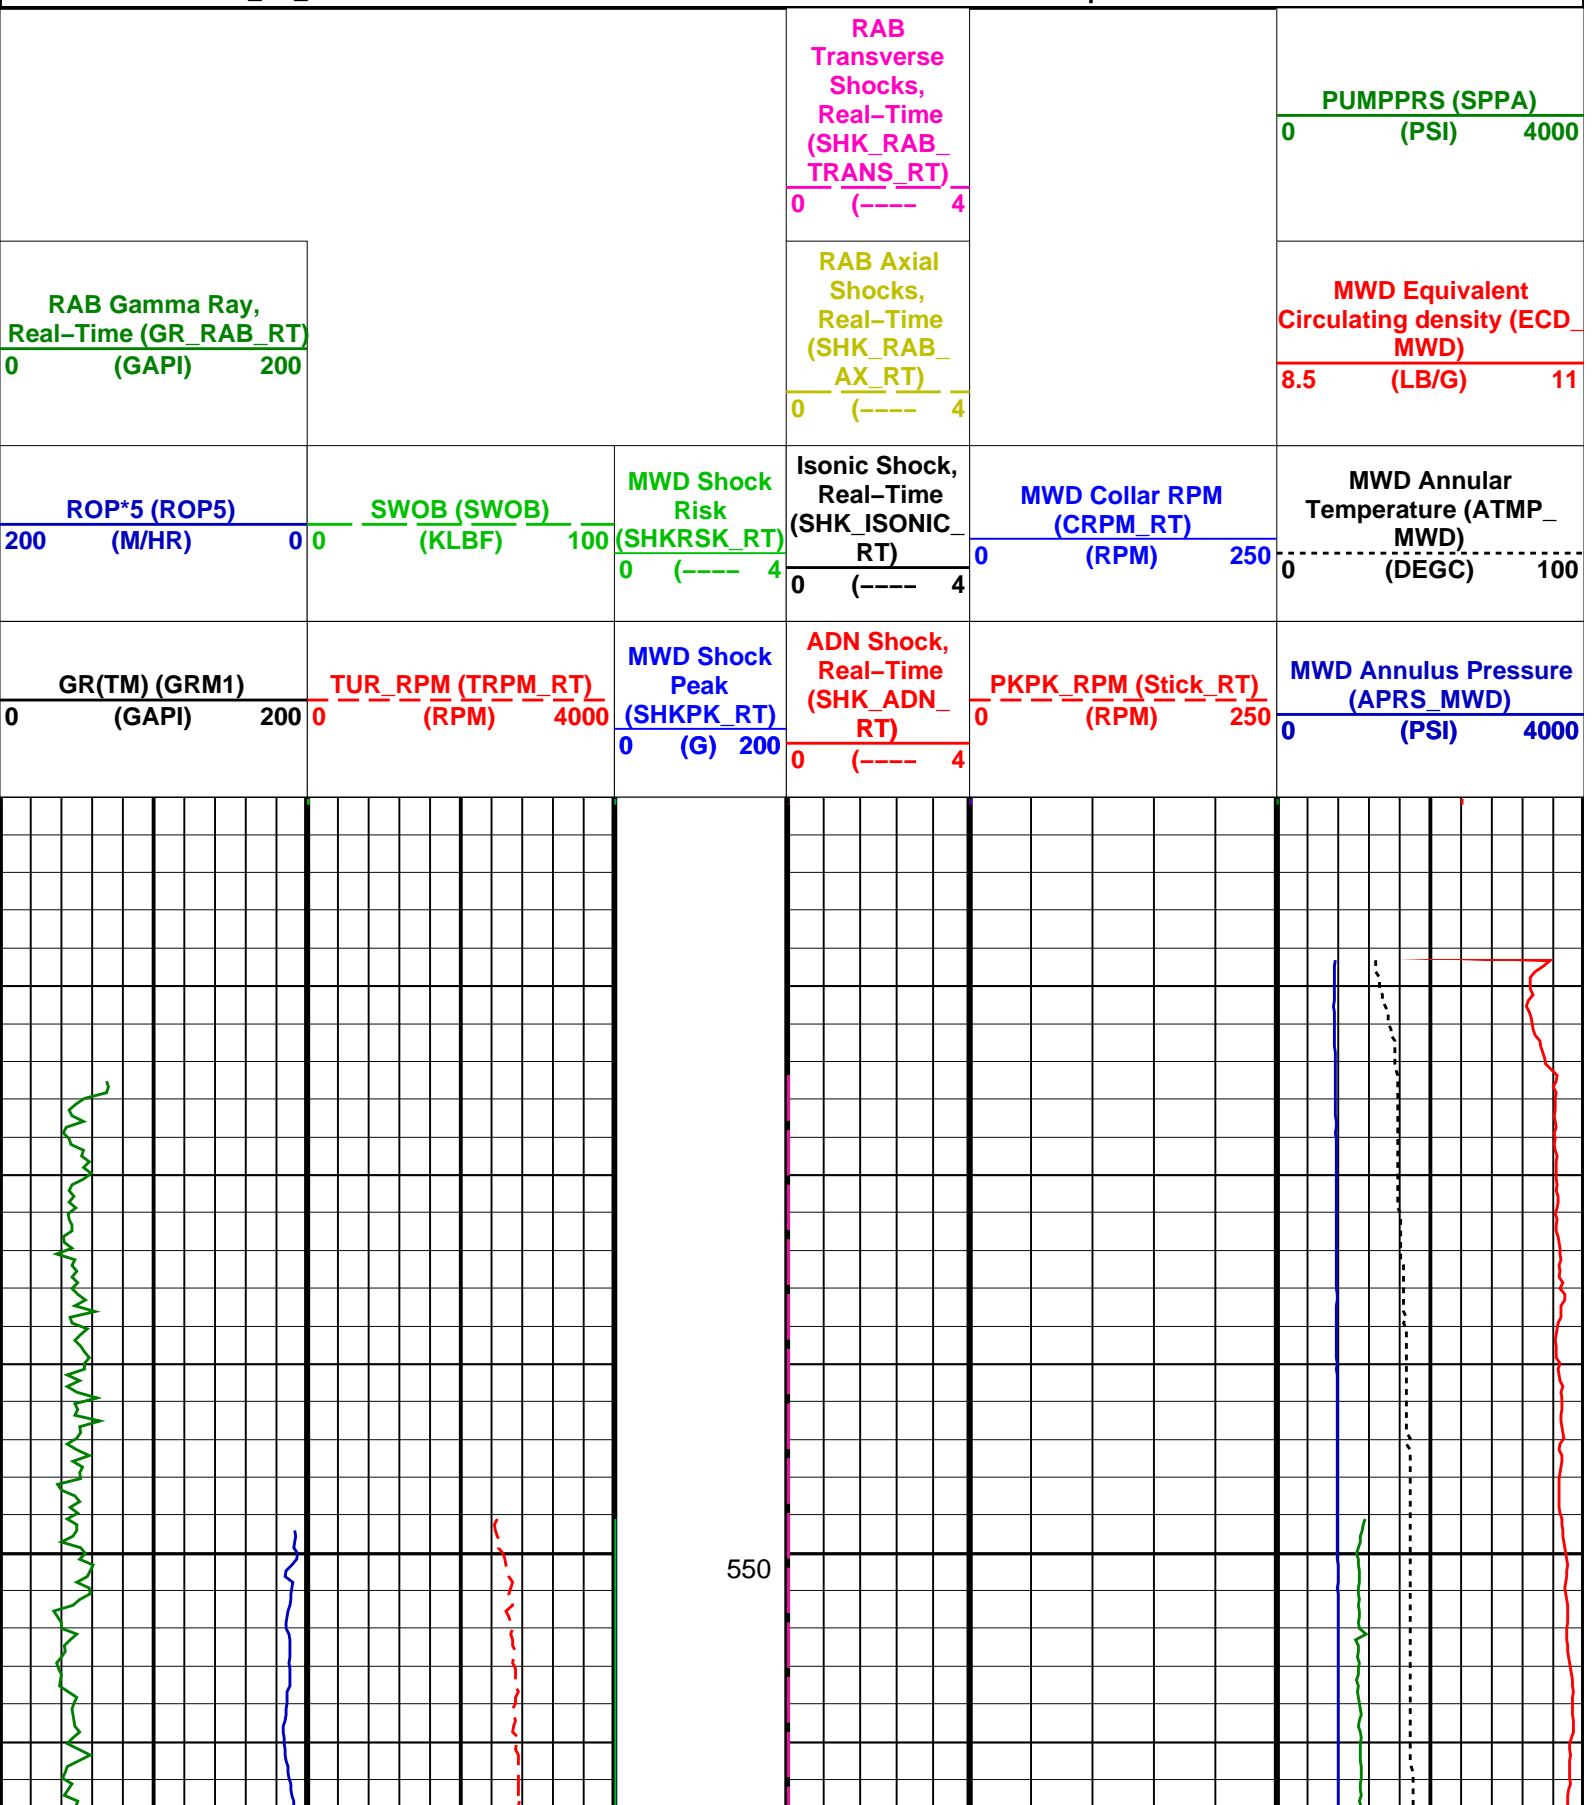 RAB
Transverse
Shocks,
Real–Time
(SHK_RAB_
TRANS_RT)
0 (–––– 4
PUMPPRS (SPPA)
0 (PSI) 4000
RAB Gamma Ray,
Real–Time (GR_RAB_RT)
0 (GAPI) 200
RAB Axial
Shocks,
Real–Time
(SHK_RAB_
AX_RT)
0 (–––– 4
MWD Equivalent
Circulating density (ECD_
MWD)
8.5 (LB/G) 11
ROP*5 (ROP5)
200 (M/HR) 0
SWOB (SWOB)
0 (KLBF) 100
MWD Shock
Risk
(SHKRSK_RT)
0 (–––– 4
Isonic Shock,
Real–Time
(SHK_ISONIC_
RT)
0 (–––– 4
MWD Collar RPM
(CRPM_RT)
0 (RPM) 250
MWD Annular
Temperature (ATMP_
MWD)
0 (DEGC) 100
GR(TM) (GRM1)
0 (GAPI) 200
TUR_RPM (TRPM_RT)
0 (RPM) 4000
MWD Shock
Peak
(SHKPK_RT)
0 (G) 200
ADN Shock,
Real–Time
(SHK_ADN_
RT)
0 (–––– 4
PKPK_RPM (Stick_RT)
0 (RPM) 250
MWD Annulus Pressure
(APRS_MWD)
0 (PSI) 4000
550